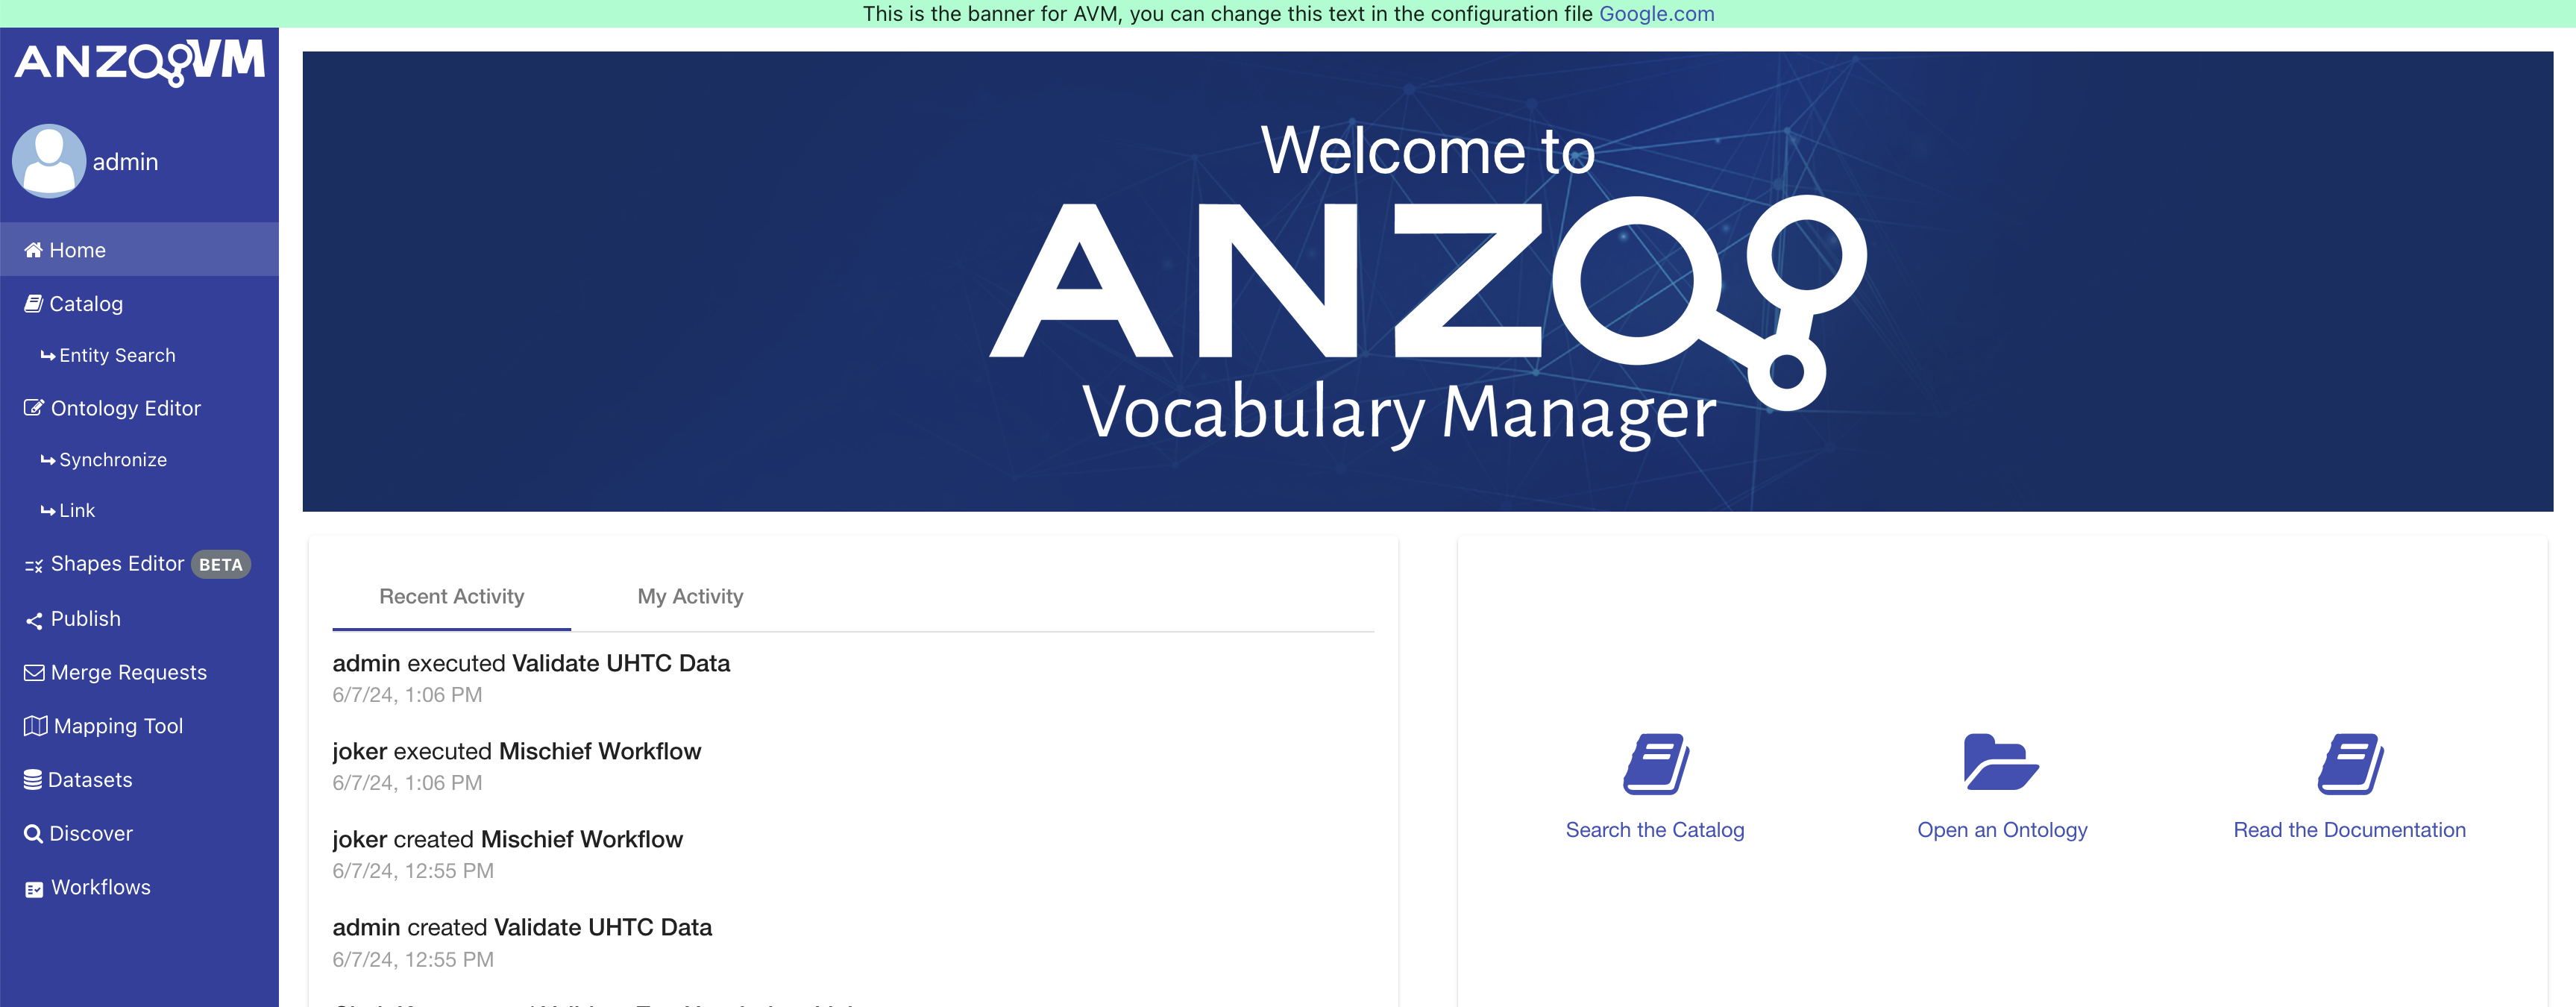 This is the banner for AVM, you can change this text in the configuration file Google.com
ANZO VM
admin
Home
Catalog
Entity Search
Ontology Editor
Synchronize
Link
Shapes Editor BETA
Publish
Merge Requests
Mapping Tool
Datasets
Discover
Workflows
Welcome to
ANZO
Vocabulary Manager
Recent Activity My Activity
admin executed Validate UHTC Data
6/7/24, 1:06 PM
joker executed Mischief Workflow
6/7/24, 1:06 PM
joker created Mischief Workflow
6/7/24, 12:55 PM
admin created Validate UHTC Data
6/7/24, 12:55 PM
Search the Catalog
Open an Ontology
Read the Documentation